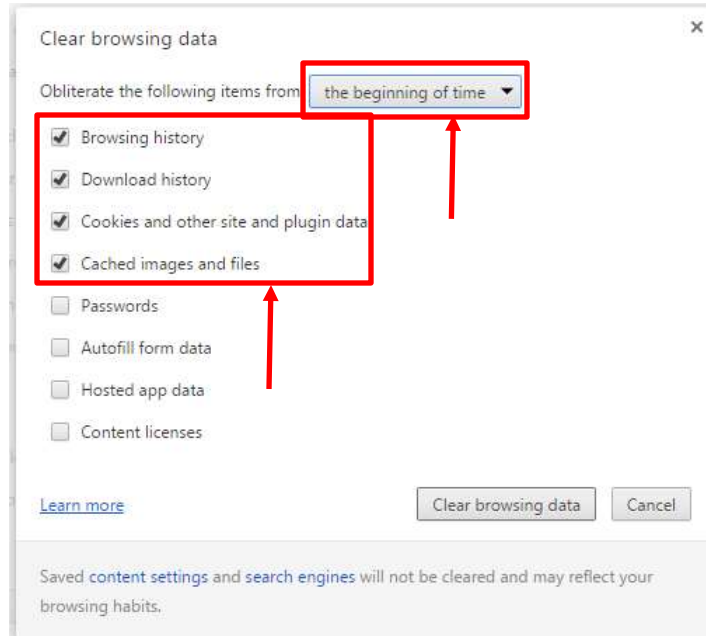 Clear browsing data
Obliterate the following items from the beginning of time
Browsing history
Download history
Cookies and other site and plugin data
Cached images and files
Passwords
Autofill form data
Hosted app data
Content licenses
Learn more Clear browsing data Cancel
Saved content settings and search engines will not be cleared and may reflect your
browsing habits.